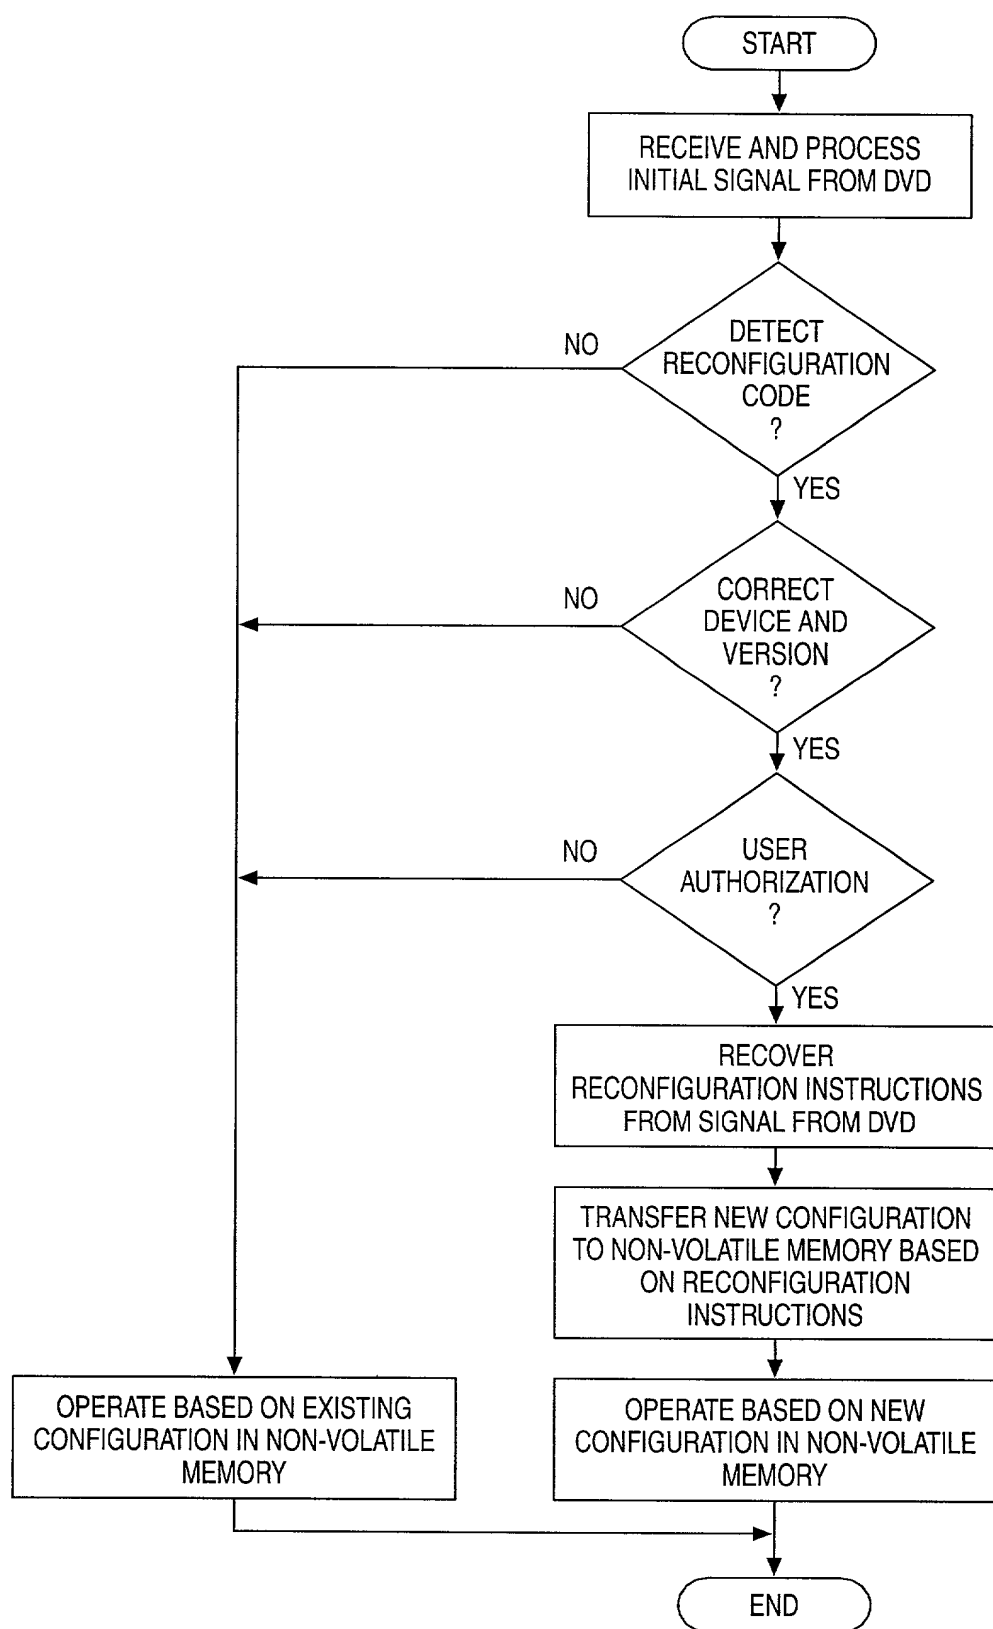 START
RECEIVE AND PROCESS
INITIAL SIGNAL FROM DVD
NO
DETECT
RECONFIGURATION
CODE
?
YES
NO
CORRECT
DEVICE AND
VERSION
?
YES
NO
USER
AUTHORIZATION
?
YES
RECOVER
RECONFIGURATION INSTRUCTIONS
FROM SIGNAL FROM DVD
TRANSFER NEW CONFIGURATION
TO NON-VOLATILE MEMORY BASED
ON RECONFIGURATION
INSTRUCTIONS
OPERATE BASED ON EXISTING
CONFIGURATION IN NON-VOLATILE
MEMORY
OPERATE BASED ON NEW
CONFIGURATION IN NON-VOLATILE
MEMORY
END